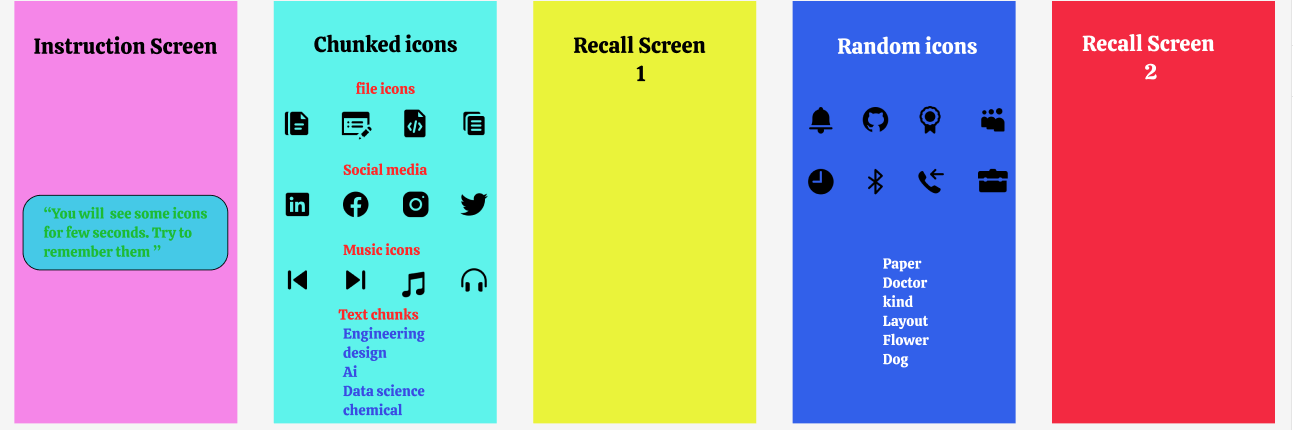 Instruction Screen
“You will see some icons
for few seconds. Try to
remember them ”
Chunked icons
file icons
Social media
Music icons
Text chunks
Engineering
design
Ai
Data science
chemical
Recall Screen
1
Random icons
Paper
Doctor
kind
Layout
Flower
Dog
Recall Screen
2